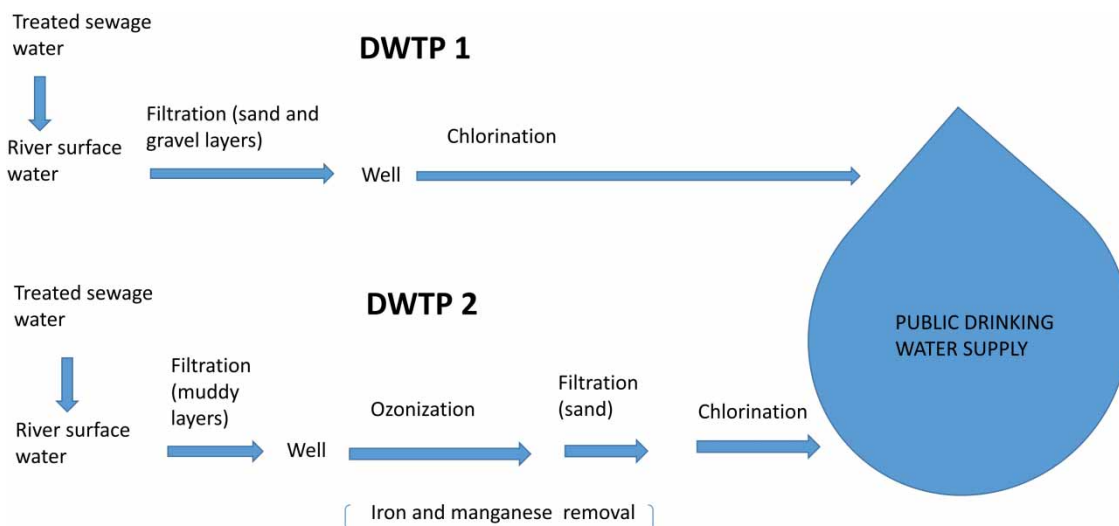 Treated sewage
water
DWTP 1
Filtration (sand and
gravel layers)
River surface
water
Well
Chlorination
Treated sewage
water
DWTP 2
Filtration
(muddy
layers)
River surface
water
Well
Ozonization
Filtration
(sand)
Chlorination
Iron and manganese removal
PUBLIC DRINKING
WATER SUPPLY